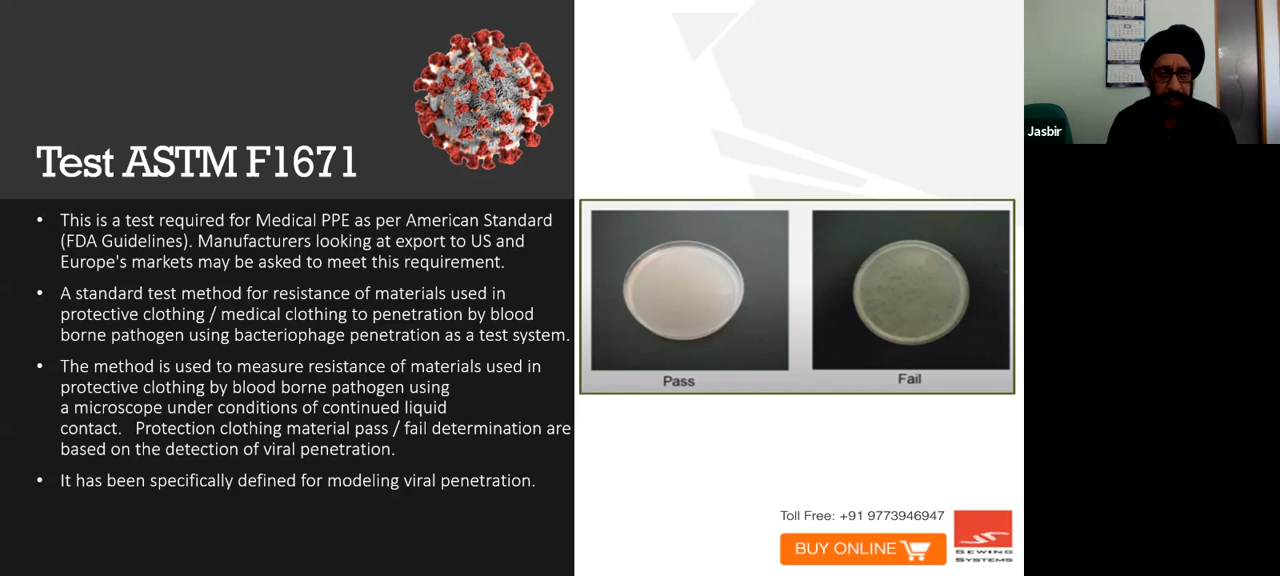 Test ASTM F1671
• This is a test required for Medical PPE as per American Standard
(FDA Guidelines). Manufacturers looking at export to US and
Europe's markets may be asked to meet this requirement.
• A standard test method for resistance of materials used in
protective clothing / medical clothing to penetration by blood
borne pathogen using bacteriophage penetration as a test system.
• The method is used to measure resistance of materials used in
protective clothing by blood borne pathogen using
a microscope under conditions of continued liquid
contact.   Protection clothing material pass / fail determination are
based on the detection of viral penetration.
• It has been specifically defined for modeling viral penetration.
Pass
Fail
Toll Free: +91 9773946947
BUY ONLINE
SEWING
SYSTEMS
Jasbir